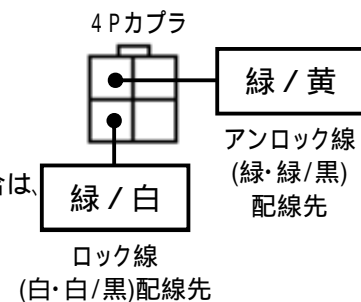 4Pカプラ
緑/黄
アンロック線
(緑・緑/黒)
配線先
合は、
緑/白
ロック線
(白・白/黒)配線先